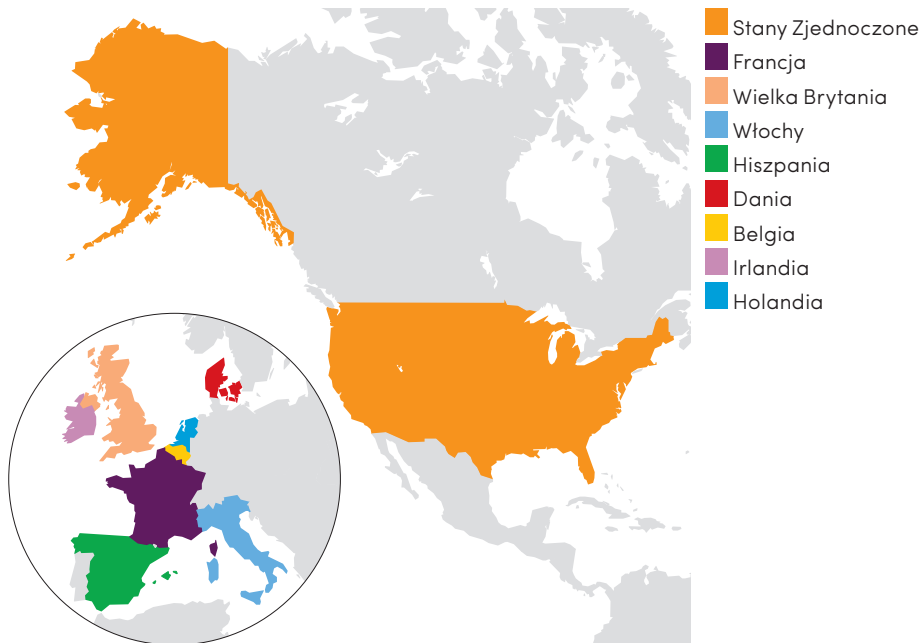 Stany Zjednoczone
Francja
Wielka Brytania
Włochy
Hiszpania
Dania
Belgia
Irlandia
Holandia